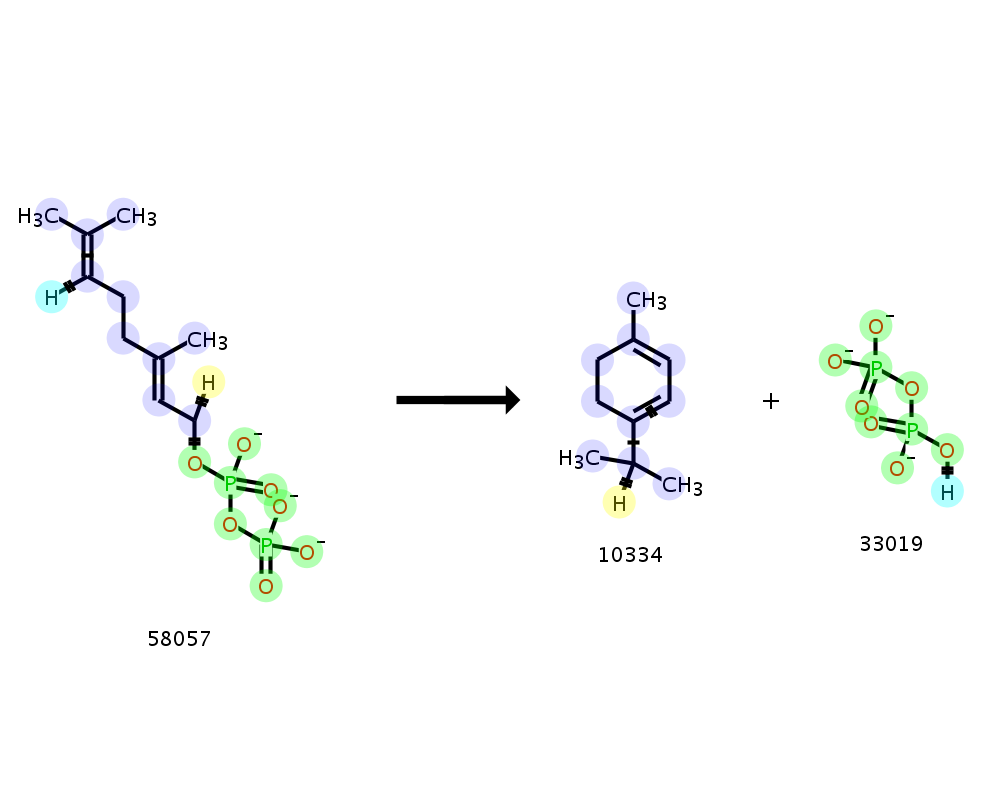 H3C CH3
H
CH3
H
O O-
P O
O O-
P O-
O
58057
CH3
H3C CH3
H
10334
+
O-
O- P
O O
O P
O- O
H
33019